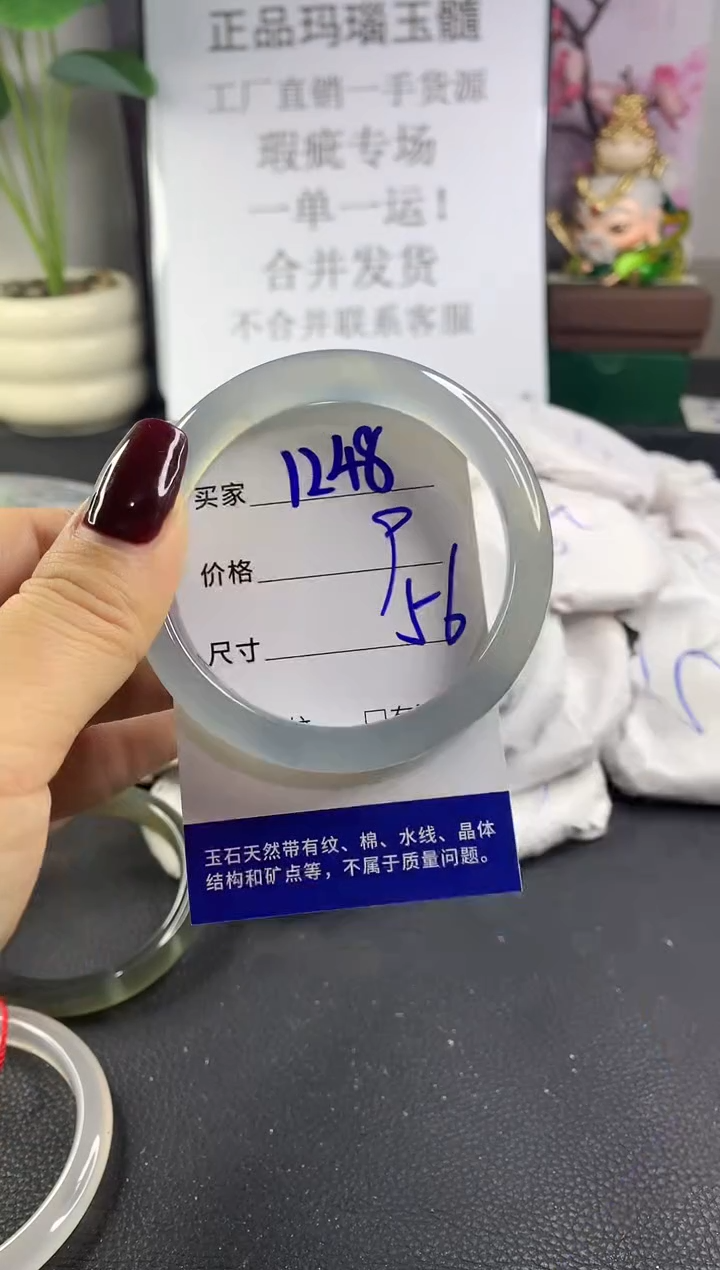 正品玛瑙玉髓
工厂直销一手货源
瑕疵专场
一单一运！
合并发货
不合并联系客服
买家 1248
价格
尺寸 56
玉石天然带有纹、棉、水线、晶体
结构和矿点等，不属于质量问题。